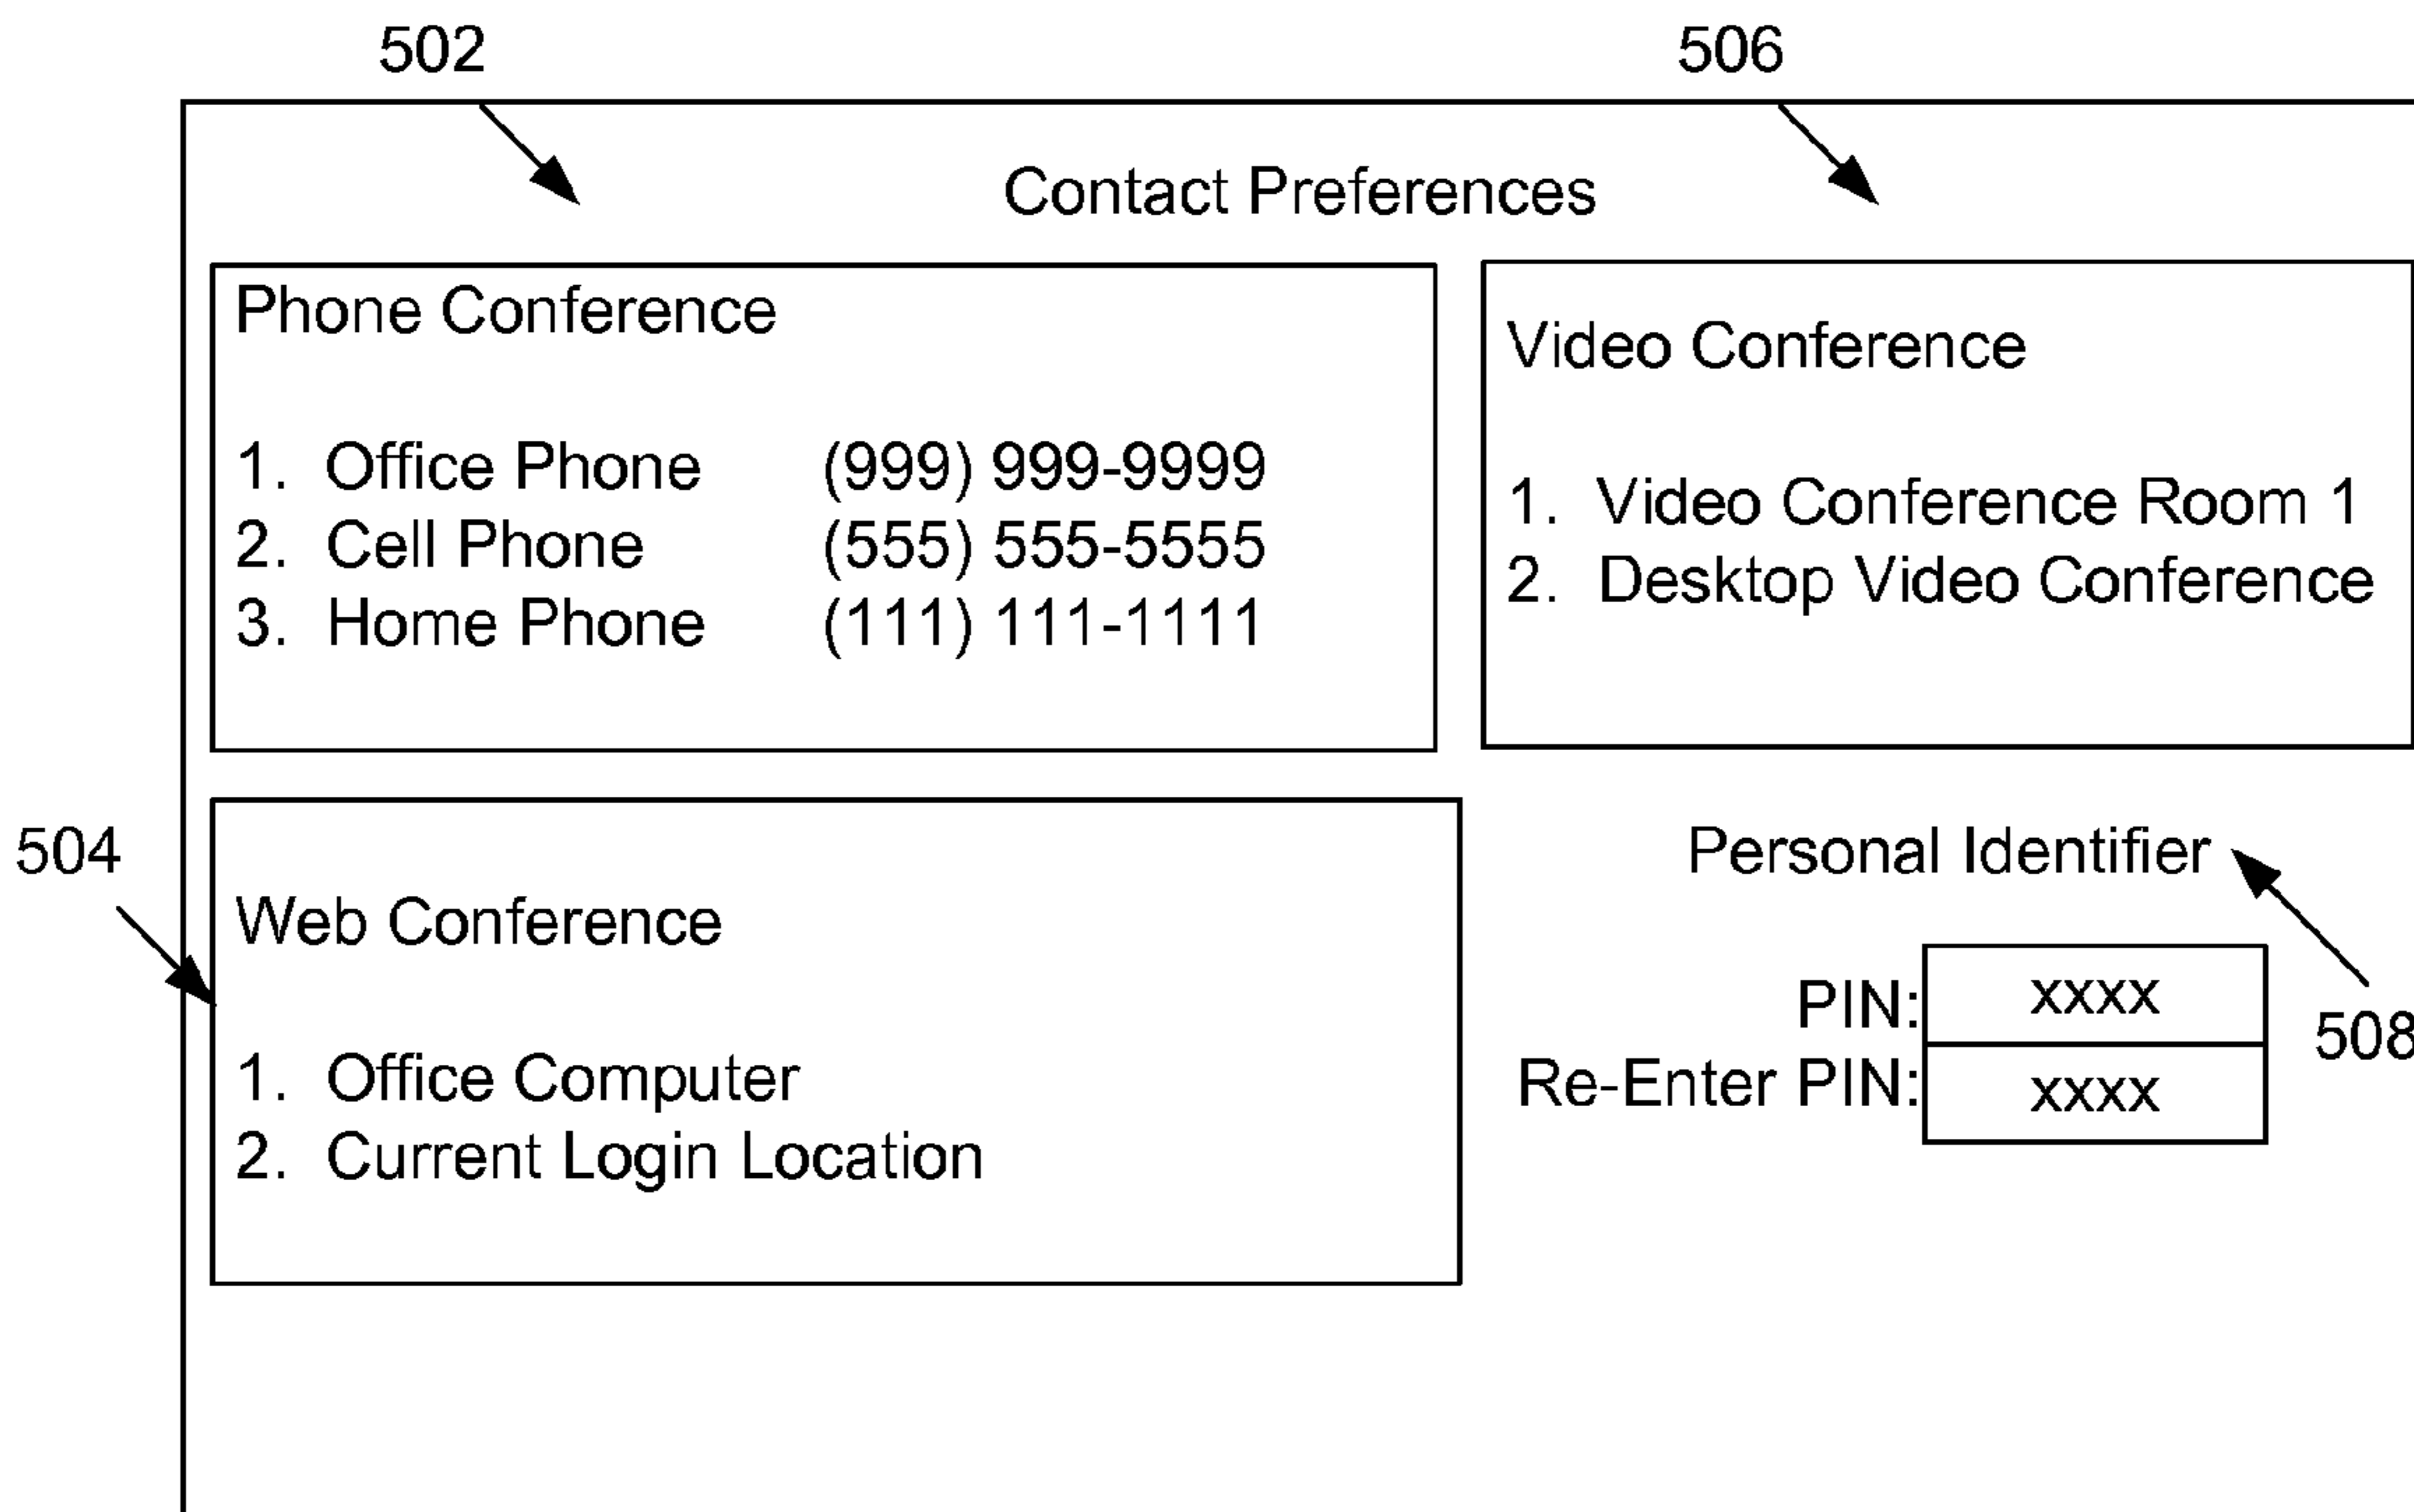 502
506
Contact Preferences
Phone Conference
1. Office Phone (999) 999-9999
2. Cell Phone (555) 555-5555
3. Home Phone (111) 111-1111
Video Conference
1. Video Conference Room 1
2. Desktop Video Conference
504
Web Conference
1. Office Computer
2. Current Login Location
Personal Identifier
PIN: xxxx
Re-Enter PIN: xxxx
508